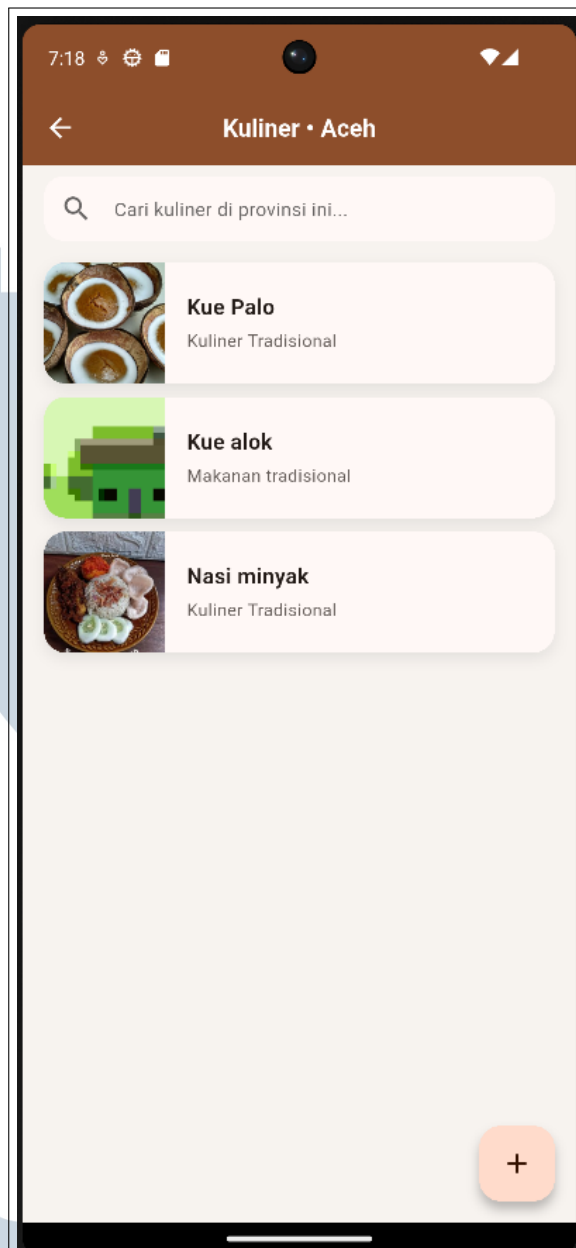 7:18
Kuliner • Aceh
Cari kuliner di provinsi ini...
Kue Palo
Kuliner Tradisional
Kue alok
Makanan tradisional
Nasi minyak
Kuliner Tradisional
+